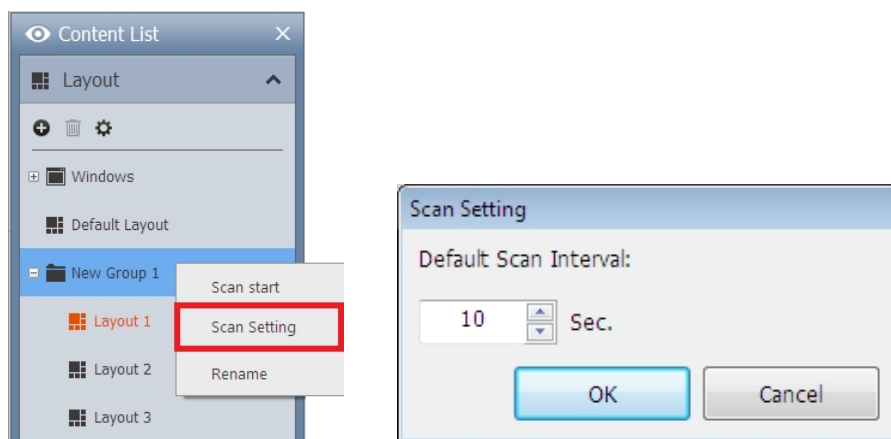 Content List
Layout
Windows
Default Layout
New Group 1
Scan start
Layout 1
Scan Setting
Layout 2
Rename
Layout 3
Scan Setting
Default Scan Interval:
10 Sec.
OK Cancel